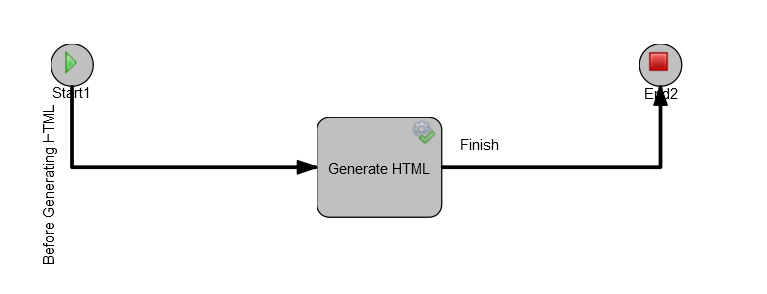 Start1
End2
Before Generating HTML
Generate HTML
Finish